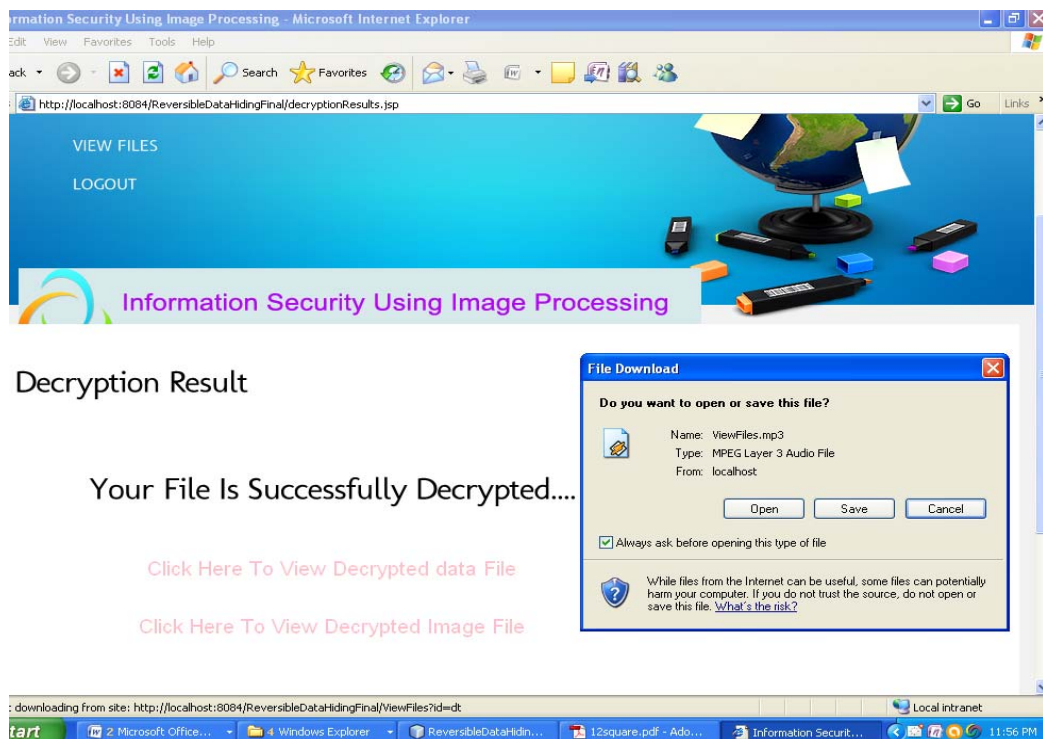 rmation Security Using Image Processing - Microsoft Internet Explorer
Edit View Favorites Tools Help
ack Search Favorites
http://localhost:8084/ReversibleDataHidingFinal/decryptionResults.jsp Go Links
VIEW FILES
LOGOUT
Information Security Using Image Processing
Decryption Result
Your File Is Successfully Decrypted....
Click Here To View Decrypted data File
Click Here To View Decrypted Image File
File Download
Do you want to open or save this file?
Name: ViewFiles.mp3
Type: MPEG Layer 3 Audio File
From: localhost
Open Save Cancel
Always ask before opening this type of file
While files from the Internet can be useful, some files can potentially
harm your computer. If you do not trust the source, do not open or
save this file. What's the risk?
: downloading from site: http://localhost:8084/ReversibleDataHidingFinal/ViewFiles?id=dt Local intranet
tart 2 Microsoft Office... 4 Windows Explorer ReversibleDataHidin... 12square.pdf - Ado... Information Securit... 11:56 PM